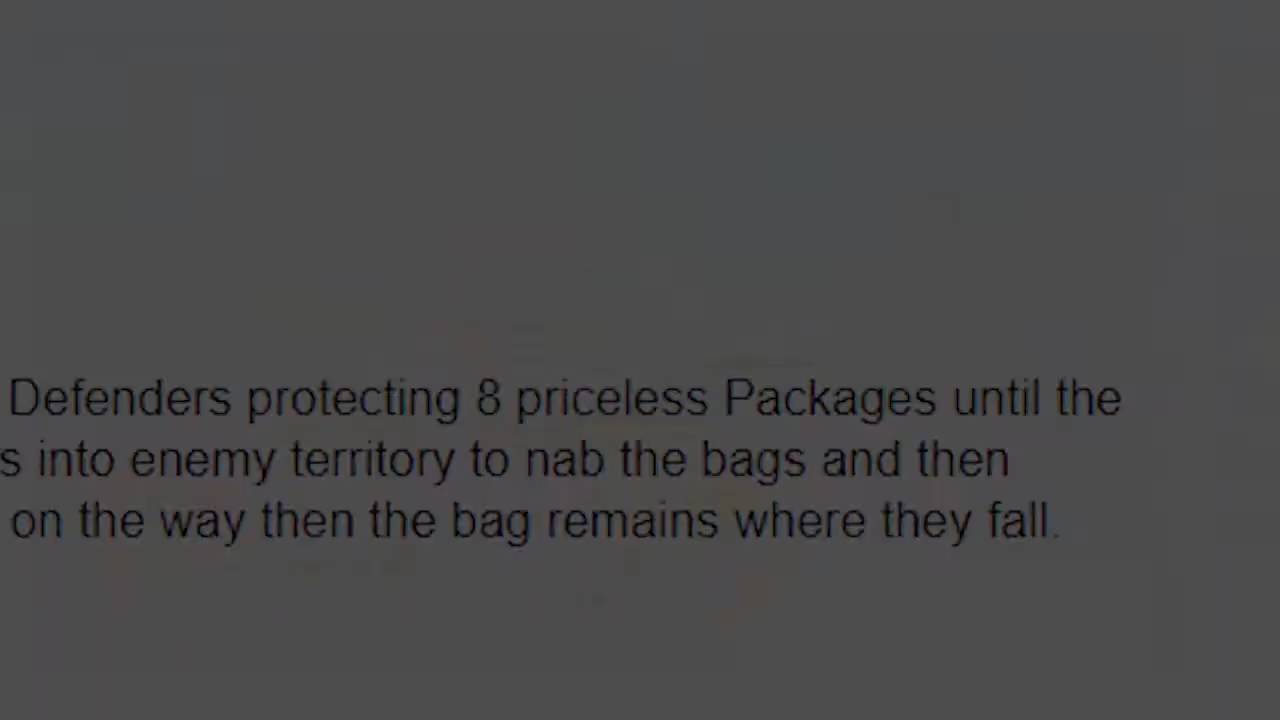 Defenders protecting 8 priceless Packages until the
s into enemy territory to nab the bags and then
on the way then the bag remains where they fall.